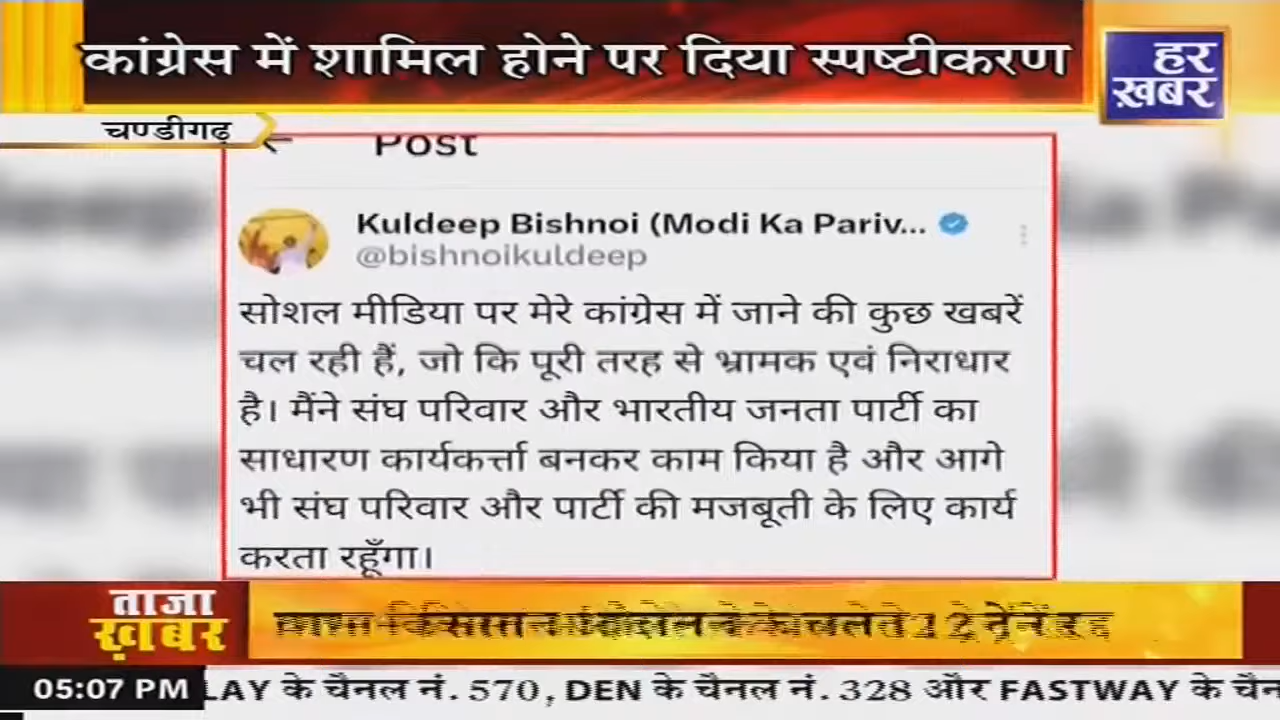 कांग्रेस में शामिल होने पर दिया स्पष्टीकरण
हर
ख़बर
चण्डीगढ़
Post
Kuldeep Bishnoi (Modi Ka Pariv...
@bishnoikuldeep
सोशल मीडिया पर मेरे कांग्रेस में जाने की कुछ खबरें
चल रही हैं, जो कि पूरी तरह से भ्रामक एवं निराधार
है। मैंने संघ परिवार और भारतीय जनता पार्टी का
साधारण कार्यकर्त्ता बनकर काम किया है और आगे
भी संघ परिवार और पार्टी की मजबूती के लिए कार्य
करता रहूँगा।
ताजा
ख़बर
05:07 PM
LAY के चैनल नं. 570, DEN के चैनल नं. 328 और FASTWAY के चैन